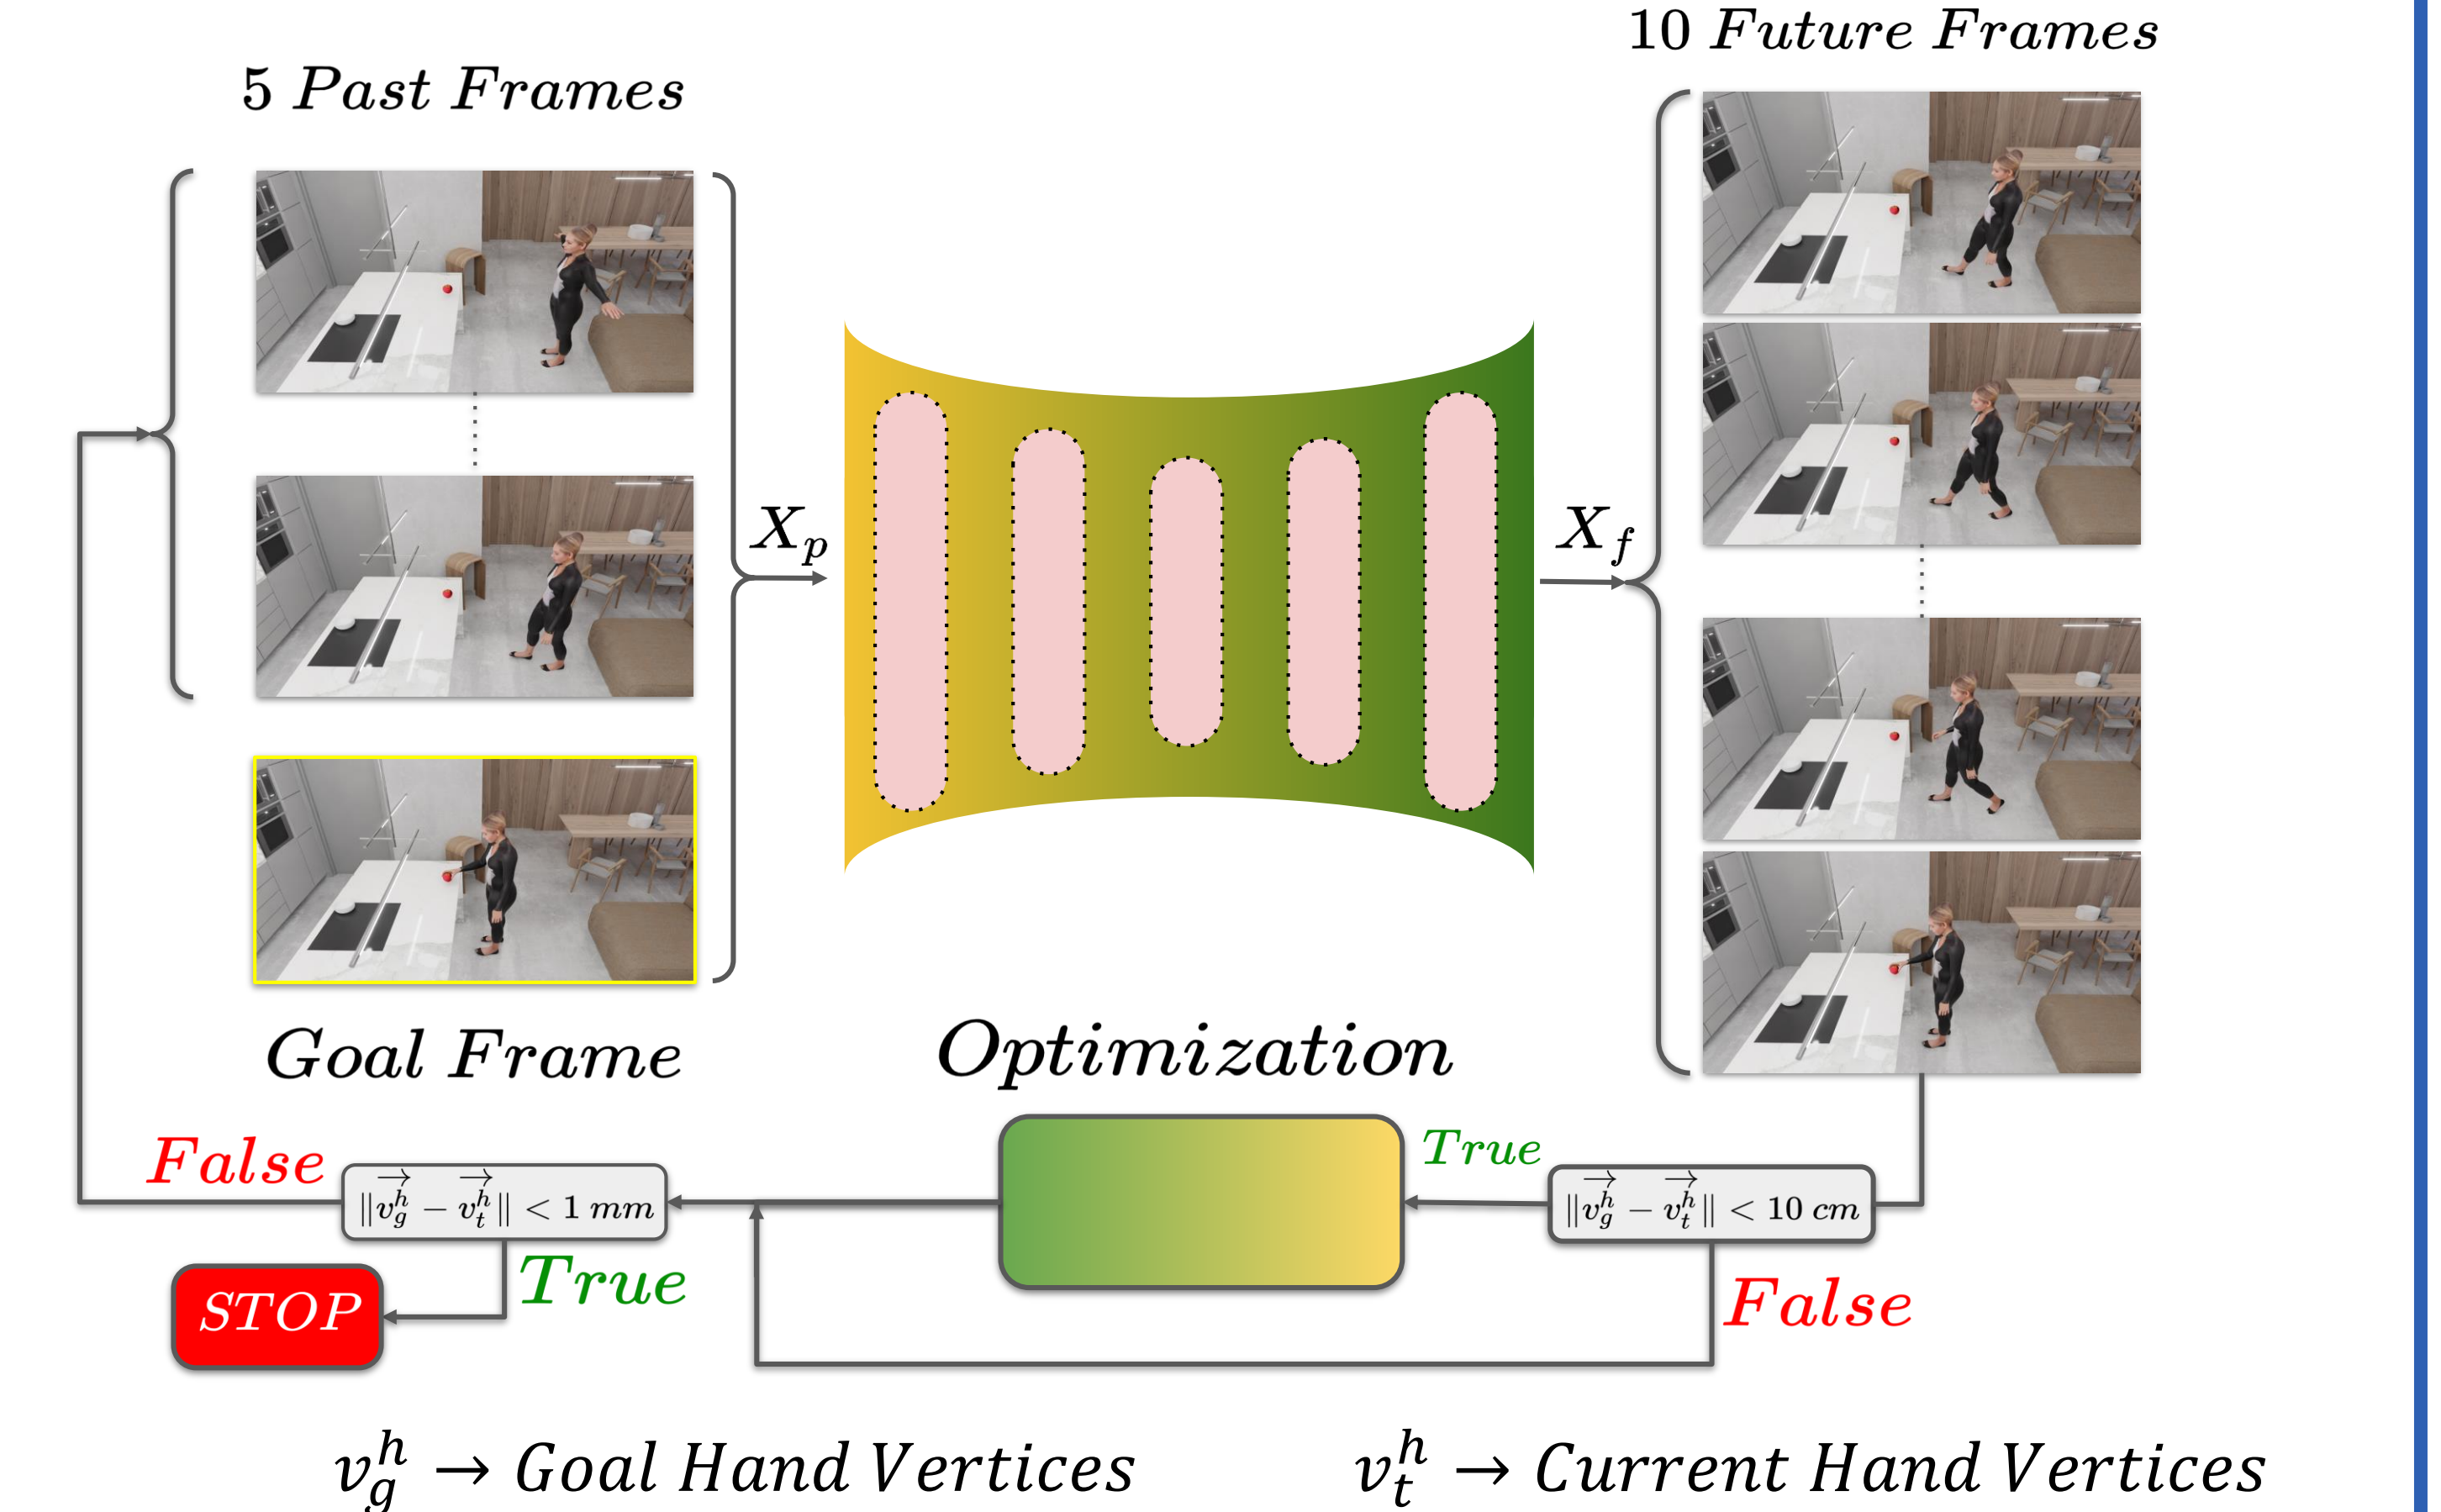 10 Future Frames
5 Past Frames
X_p
X_f
Goal Frame
Optimization
False
‖v_g^h − v_t^h‖ < 1 mm
True
‖v_g^h − v_t^h‖ < 10 cm
True
STOP
False
v_g^h → Goal Hand Vertices
v_t^h → Current Hand Vertices